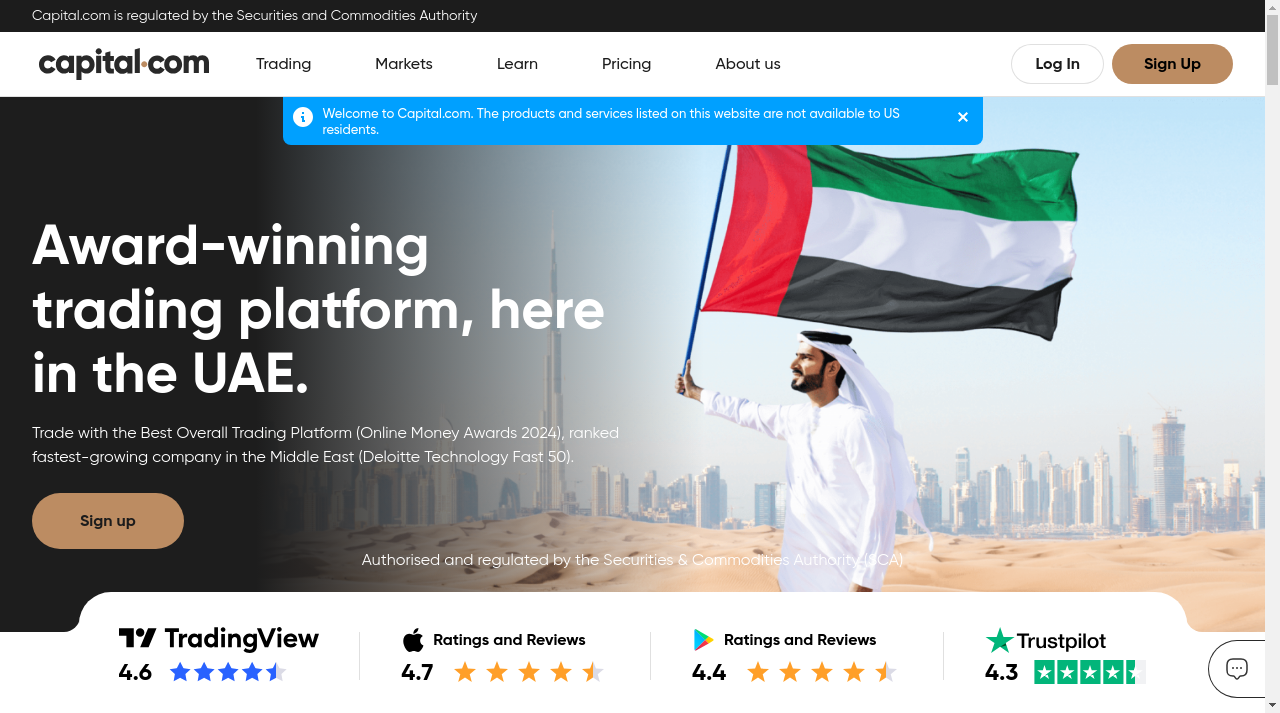 Capital.com is regulated by the Securities and Commodities Authority
capital.com
Trading
Markets
Learn
Pricing
About us
Log In
Sign Up
Welcome to Capital.com. The products and services listed on this website are not available to US
residents.
Award-winning
trading platform, here
in the UAE.
Trade with the Best Overall Trading Platform (Online Money Awards 2024), ranked
fastest-growing company in the Middle East (Deloitte Technology Fast 50).
Sign up
Authorised and regulated by the Securities & Commodities Authority (SCA)
TradingView
4.6
Ratings and Reviews
4.7
Ratings and Reviews
4.4
Trustpilot
4.3